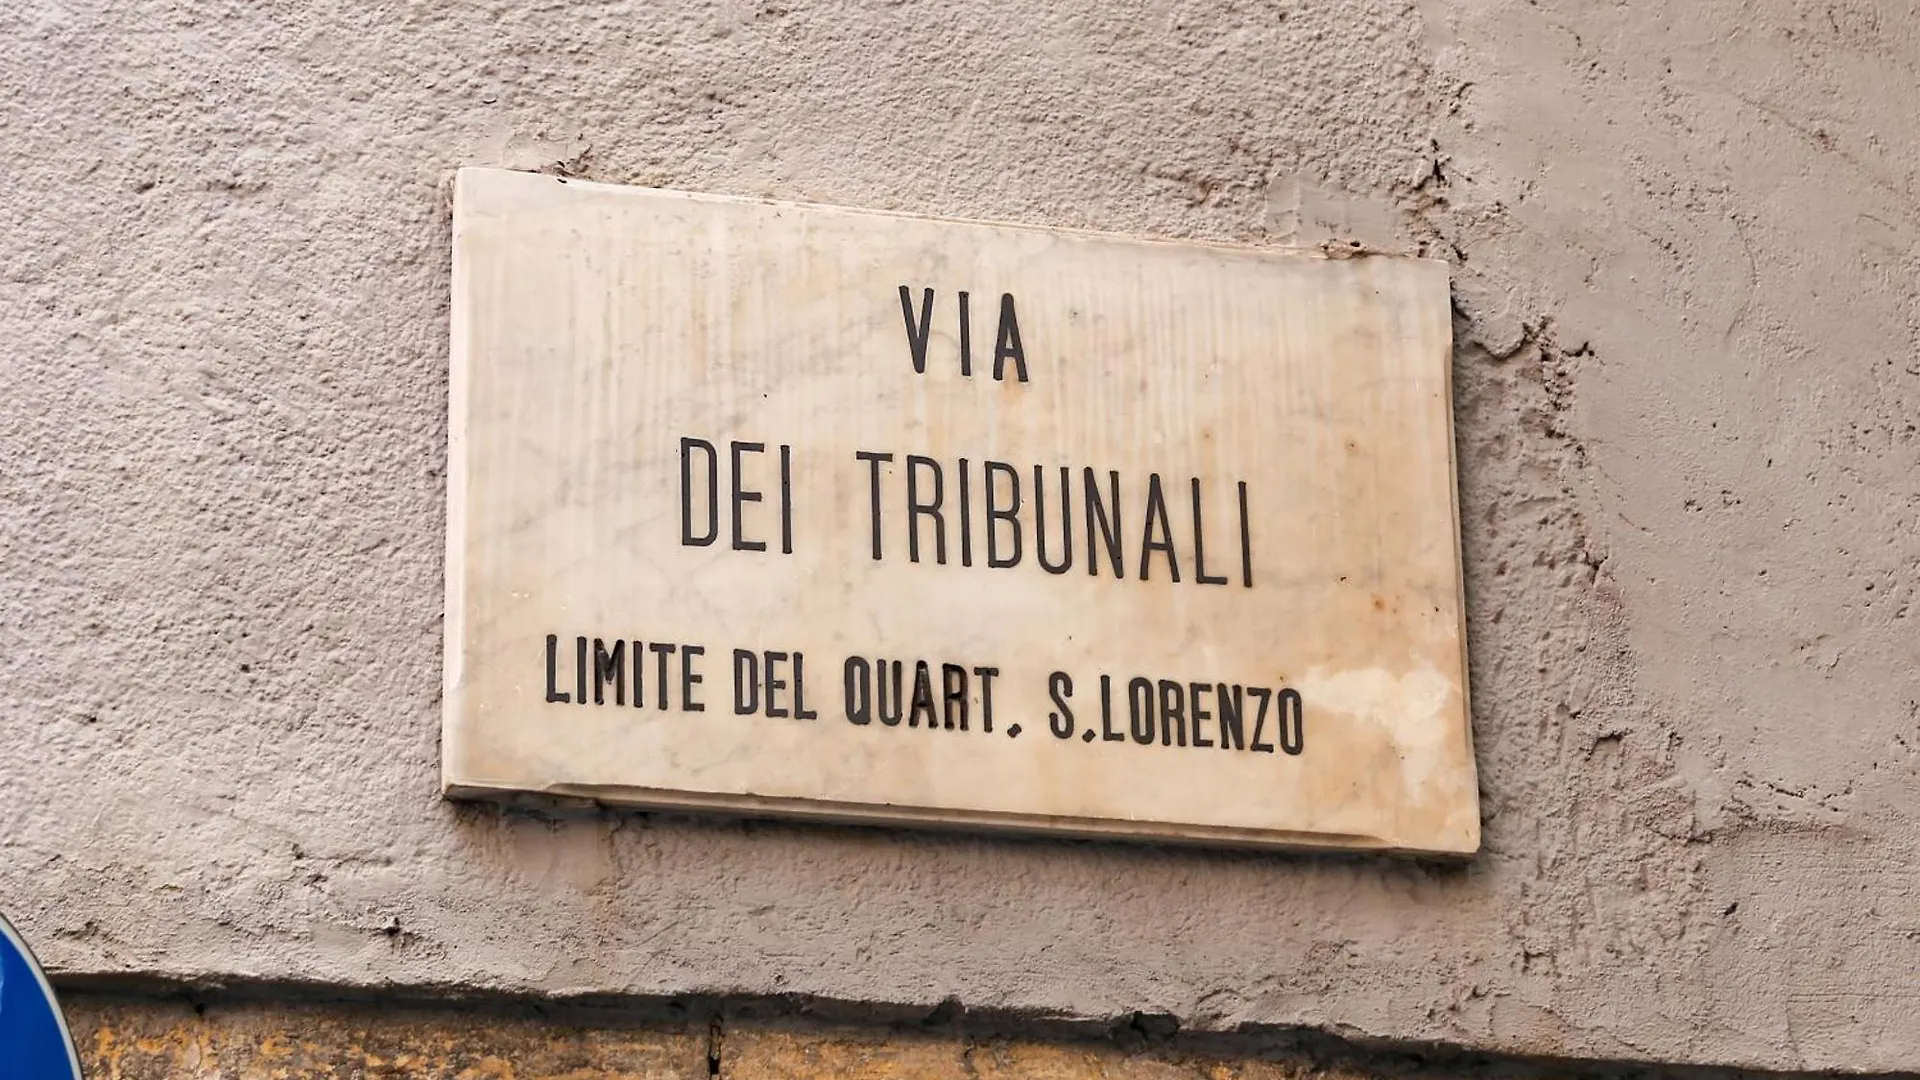 VIA
DEI TRIBUNALI
LIMITE DEL QUART. S.LORENZO